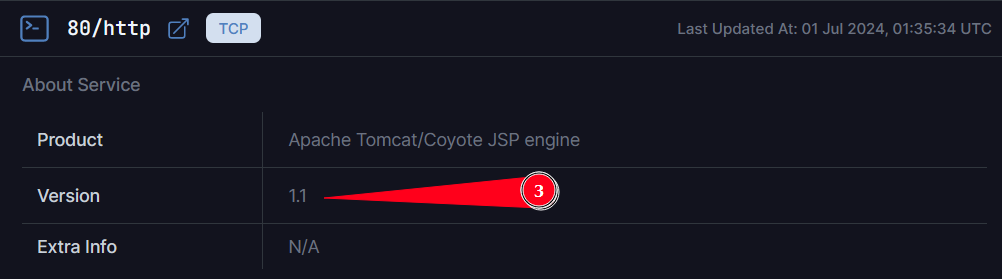 80/http TCP Last Updated At: 01 Jul 2024, 01:35:34 UTC
About Service
Product Apache Tomcat/Coyote JSP engine
Version 1.1 3
Extra Info N/A